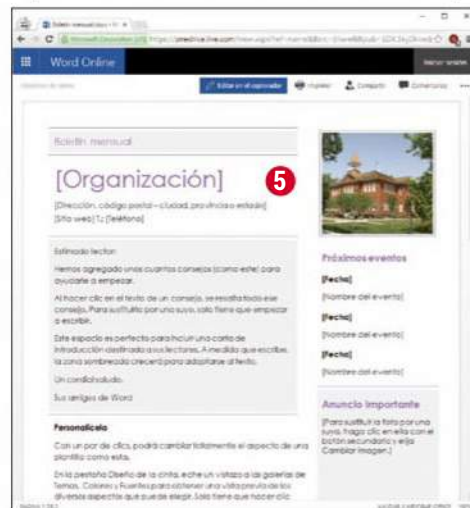 Boletín mensual
Word Online
Iniciar sesión
Editar en el explorador
Imprimir
Compartir
Comentarios
Boletín mensual
[Organización]
5
[Dirección, código postal – ciudad, provincia o estado]
[Sitio web] T.: [Teléfono]
Estimado lector:
Hemos agregado unos cuantos consejos (como este) para
ayudarle a empezar.
Al hacer clic en el texto de un consejo, se resalta todo ese
consejo. Para sustituirlo por uno suyo, solo tiene que empezar
a escribir.
Este espacio es perfecto para incluir una carta de
introducción destinada a sus lectores. A medida que escribe,
la zona sombreada crecerá para adaptarse al texto.
Un cordial saludo.
Sus amigos de Word
Personalícelo
Con un par de clics, podrá cambiar totalmente el aspecto de una
plantilla como esta.
En la pestaña Diseño de la cinta, eche un vistazo a las galerías de
Temas, Colores y Fuentes para obtener una vista previa de los
diversos aspectos que puede elegir. Solo tiene que hacer clic
Próximos eventos
[Fecha]
[Nombre del evento]
[Fecha]
[Nombre del evento]
[Fecha]
[Nombre del evento]
Anuncio importante
[Para sustituir la foto por una
suya, haga clic en ella con el
botón secundario y elija
Cambiar imagen.]